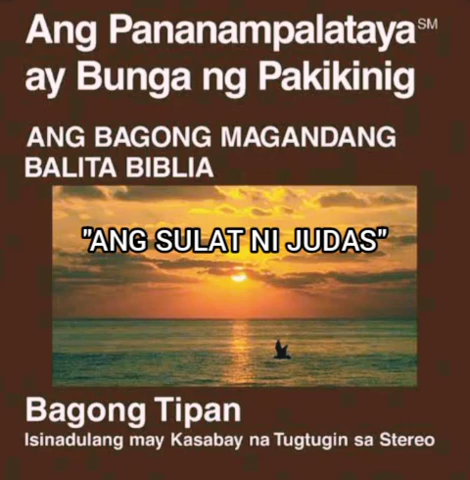 Ang Pananampalataya℠
ay Bunga ng Pakikinig
ANG BAGONG MAGANDANG
BALITA BIBLIA
"ANG SULAT NI JUDAS"
Bagong Tipan
Isinadulang may Kasabay na Tugtugin sa Stereo